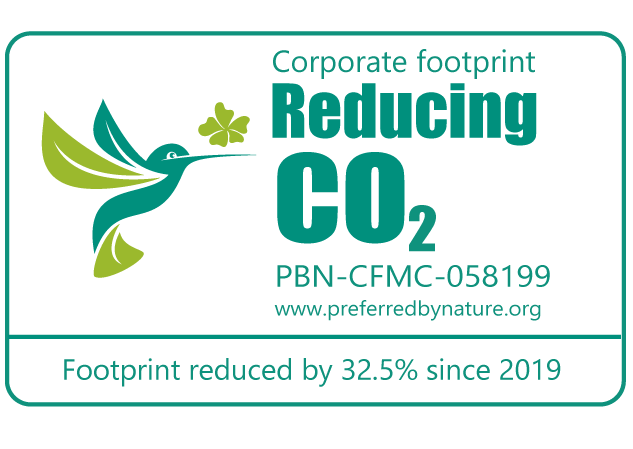 Corporate footprint
Reducing
CO₂
PBN-CFMC-058199
www.preferredbynature.org
Footprint reduced by 32.5% since 2019